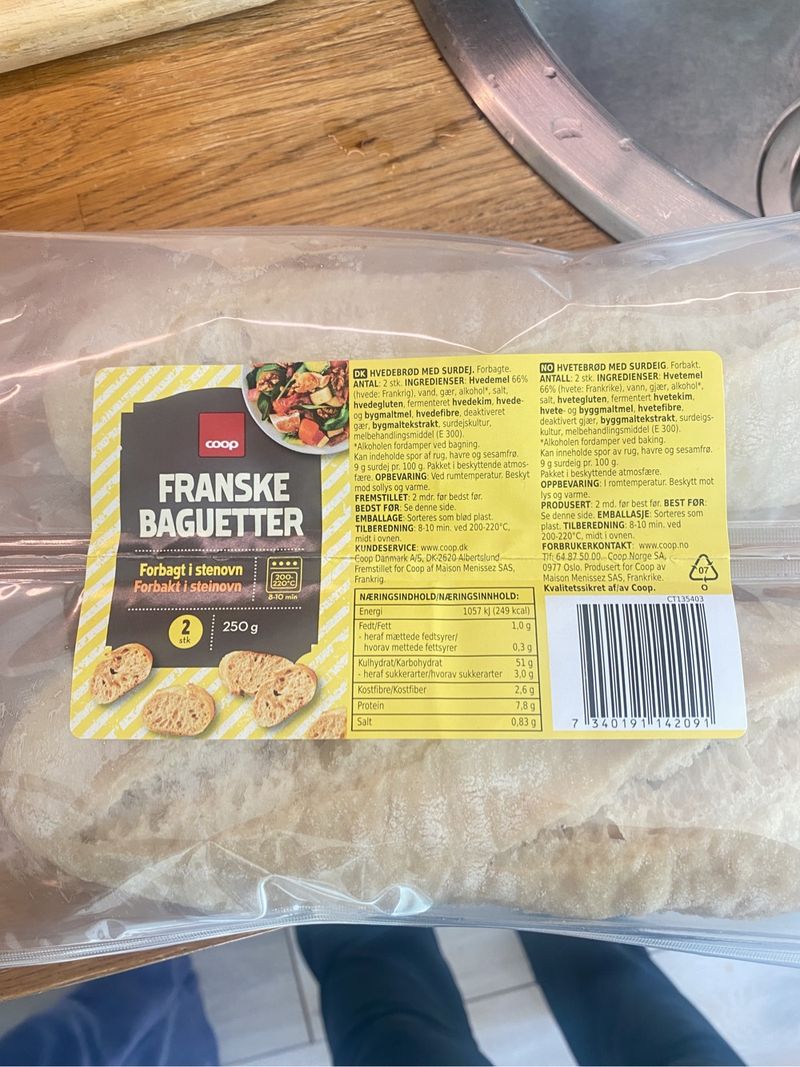 coop
FRANSKE
BAGUETTER
Forbagt i stenovn
Forbakt i steinovn
200-
220°C
8-10 min
2
stk
250 g
DK HVEDEBRØD MED SURDEJ. Forbagte.
ANTAL: 2 stk. INGREDIENSER: Hvedemel 66%
(hvede: Frankrig), vand, gær, alkohol*, salt,
hvedegluten, fermenteret hvedekim, hvede-
og bygmaltmel, hvedefibre, deaktiveret
gær, bygmaltekstrakt, surdejskultur,
melbehandlingsmiddel (E 300).
*Alkoholen fordamper ved bagning.
Kan indeholde spor af rug, havre og sesamfrø.
9 g surdej pr. 100 g. Pakket i beskyttende atmos-
fære. OPBEVARING: Ved rumtemperatur. Beskyt
mod sollys og varme.
FREMSTILLET: 2 mdr. før bedst før.
BEDST FØR: Se denne side.
EMBALLAGE: Sorteres som blød plast.
TILBEREDNING: 8-10 min. ved 200-220°C,
midt i ovnen.
KUNDESERVICE: www.coop.dk
Coop Danmark A/S, DK-2620 Albertslund.
Fremstillet for Coop af Maison Menissez SAS,
Frankrig.
NO HVETEBRØD MED SURDEIG. Forbakt.
ANTALL: 2 stk. INGREDIENSER: Hvetemel
66% (hvete: Frankrike), vann, gjær, alkohol*,
salt, hvetegluten, fermentert hvetekim,
hvete- og byggmaltmel, hvetefibre,
deaktivert gjær, byggmaltekstrakt, surdeigs-
kultur, melbehandlingsmiddel (E 300).
*Alkoholen fordamper ved baking.
Kan inneholde spor av rug, havre og sesamfrø.
9 g surdeig pr. 100 g.
Pakket i beskyttende atmosfære.
OPPBEVARING: I romtemperatur. Beskytt mot
lys og varme.
PRODUSERT: 2 md. før best før. BEST FØR:
Se denne side. EMBALLASJE: Sorteres som
plast. TILBEREDNING: 8-10 min. ved
200-220°C, midt i ovnen.
FORBRUKERKONTAKT: www.coop.no
Tlf: 64 87 50 00. Coop Norge SA,
0977 Oslo. Produsert for Coop av
Maison Menissez SAS, Frankrike.
Kvalitetssikret af/av Coop.
07
O
NÆRINGSINDHOLD/NÆRINGSINNHOLD:
Energi 1057 kJ (249 kcal)
Fedt/Fett 1,0 g
- heraf mættede fedtsyrer/
hvorav mettede fettsyrer 0,3 g
Kulhydrat/Karbohydrat 51 g
- heraf sukkerarter/hvorav sukkerarter 3,0 g
Kostfibre/Kostfiber 2,6 g
Protein 7,8 g
Salt 0,83 g
CT135403
7 340191 142091